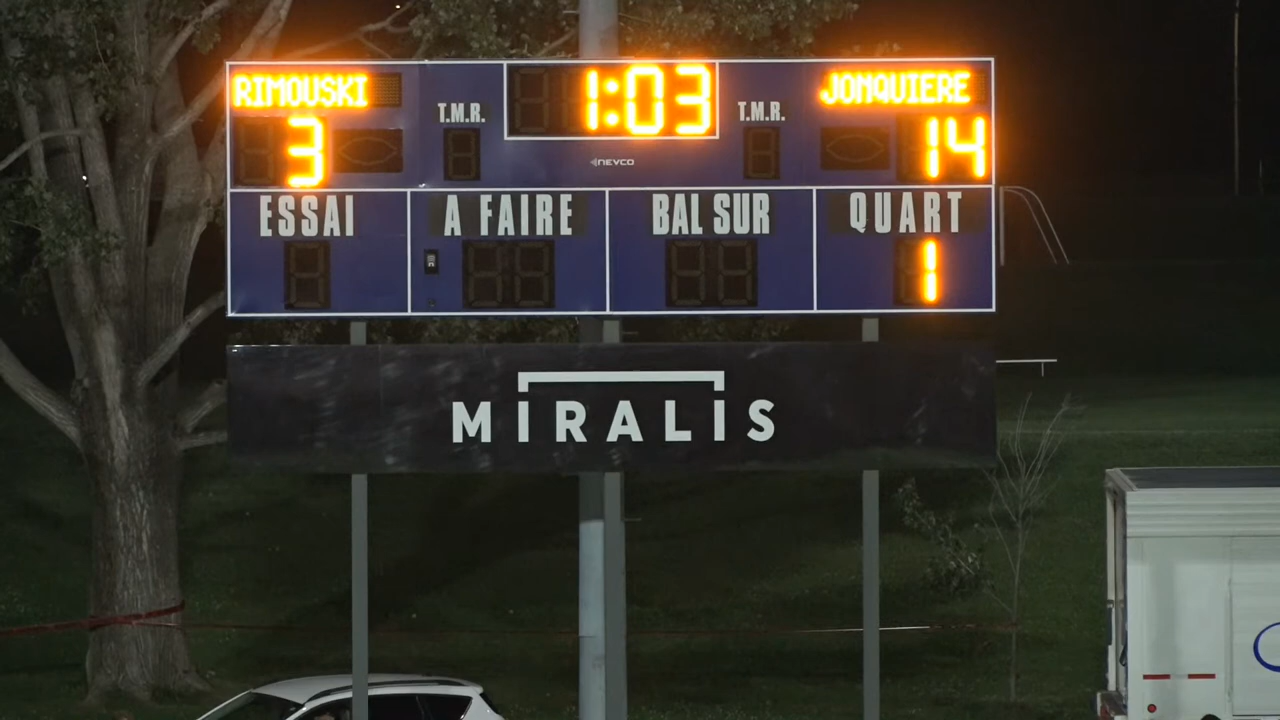 RIMOUSKI 1:03 JONQUIERE
3 T.M.R. T.M.R. 14
NEVCO
ESSAI A FAIRE BAL SUR QUART
1
MIRALIS